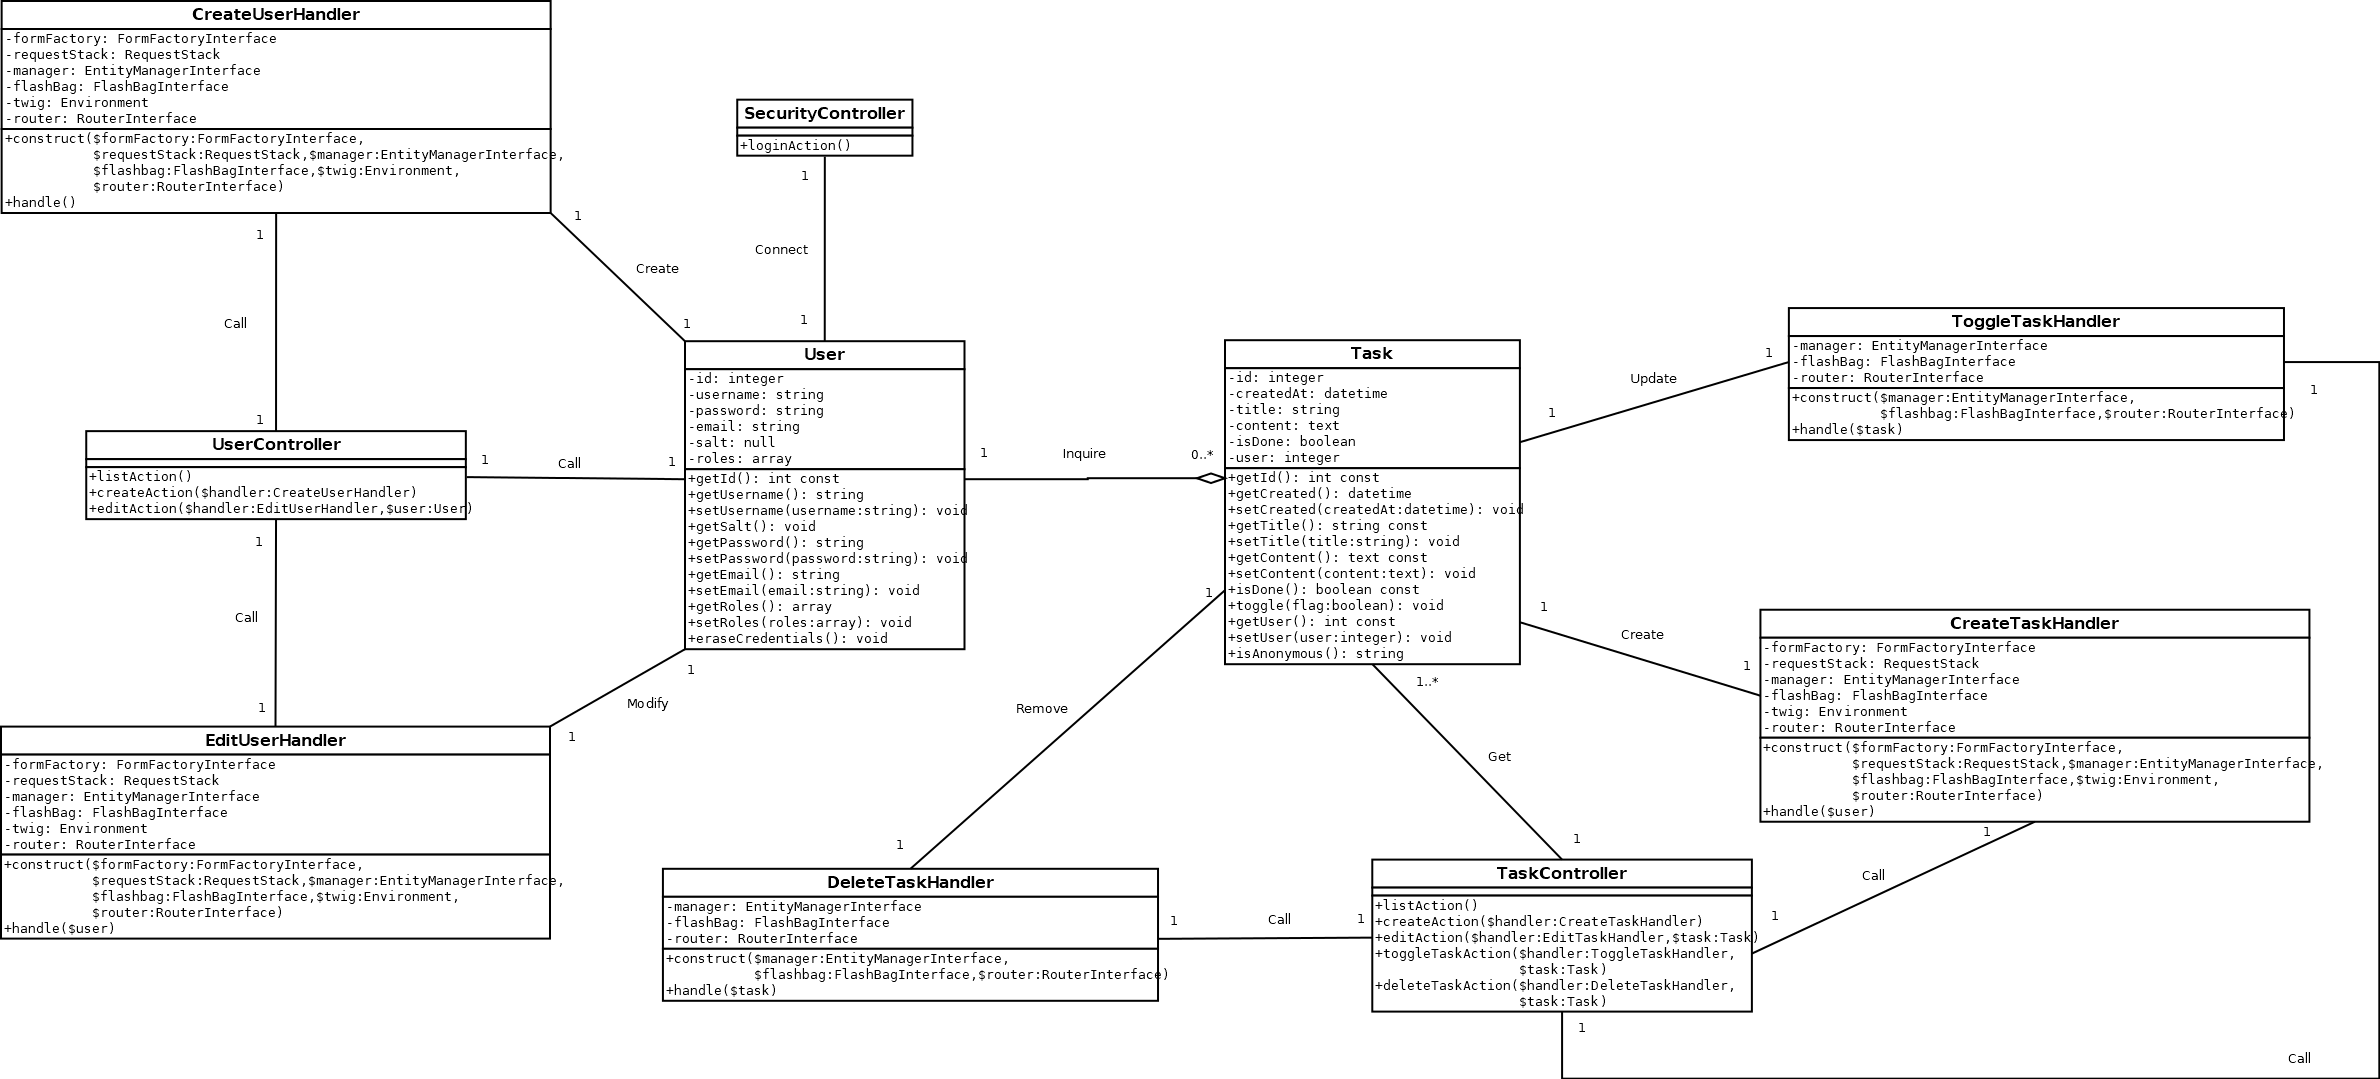 CreateUserHandler
-formFactory: FormFactoryInterface
-requestStack: RequestStack
-manager: EntityManagerInterface
-flashBag: FlashBagInterface
-twig: Environment
-router: RouterInterface
+construct($formFactory:FormFactoryInterface,
$requestStack:RequestStack,$manager:EntityManagerInterface,
$flashbag:FlashBagInterface,$twig:Environment,
$router:RouterInterface)
+handle()
1
Create
1
1
Call
1
SecurityController
+loginAction()
1
Connect
1
UserController
+listAction()
+createAction($handler:CreateUserHandler)
+editAction($handler:EditUserHandler,$user:User)
1
Call
1
1
Call
1
User
-id: integer
-username: string
-password: string
-email: string
-salt: null
-roles: array
+getId(): int const
+getUsername(): string
+setUsername(username:string): void
+getSalt(): void
+getPassword(): string
+setPassword(password:string): void
+getEmail(): string
+setEmail(email:string): void
+getRoles(): array
+setRoles(roles:array): void
+eraseCredentials(): void
1
Inquire
0..*
1
Modify
1
EditUserHandler
-formFactory: FormFactoryInterface
-requestStack: RequestStack
-manager: EntityManagerInterface
-flashBag: FlashBagInterface
-twig: Environment
-router: RouterInterface
+construct($formFactory:FormFactoryInterface,
$requestStack:RequestStack,$manager:EntityManagerInterface,
$flashbag:FlashBagInterface,$twig:Environment,
$router:RouterInterface)
+handle($user)
Task
-id: integer
-createdAt: datetime
-title: string
-content: text
-isDone: boolean
-user: integer
+getId(): int const
+getCreated(): datetime
+setCreated(createdAt:datetime): void
+getTitle(): string const
+setTitle(title:string): void
+getContent(): text const
+setContent(content:text): void
+isDone(): boolean const
+toggle(flag:boolean): void
+getUser(): int const
+setUser(user:integer): void
+isAnonymous(): string
1
Update
1
ToggleTaskHandler
-manager: EntityManagerInterface
-flashBag: FlashBagInterface
-router: RouterInterface
+construct($manager:EntityManagerInterface,
$flashbag:FlashBagInterface,$router:RouterInterface)
+handle($task)
1
1
Create
1
CreateTaskHandler
-formFactory: FormFactoryInterface
-requestStack: RequestStack
-manager: EntityManagerInterface
-flashBag: FlashBagInterface
-twig: Environment
-router: RouterInterface
+construct($formFactory:FormFactoryInterface,
$requestStack:RequestStack,$manager:EntityManagerInterface,
$flashbag:FlashBagInterface,$twig:Environment,
$router:RouterInterface)
+handle($user)
1
Call
1
1
Remove
1
1..*
Get
1
DeleteTaskHandler
-manager: EntityManagerInterface
-flashBag: FlashBagInterface
-router: RouterInterface
+construct($manager:EntityManagerInterface,
$flashbag:FlashBagInterface,$router:RouterInterface)
+handle($task)
1
Call
1
TaskController
+listAction()
+createAction($handler:CreateTaskHandler)
+editAction($handler:EditTaskHandler,$task:Task)
+toggleTaskAction($handler:ToggleTaskHandler,
$task:Task)
+deleteTaskAction($handler:DeleteTaskHandler,
$task:Task)
1
Call